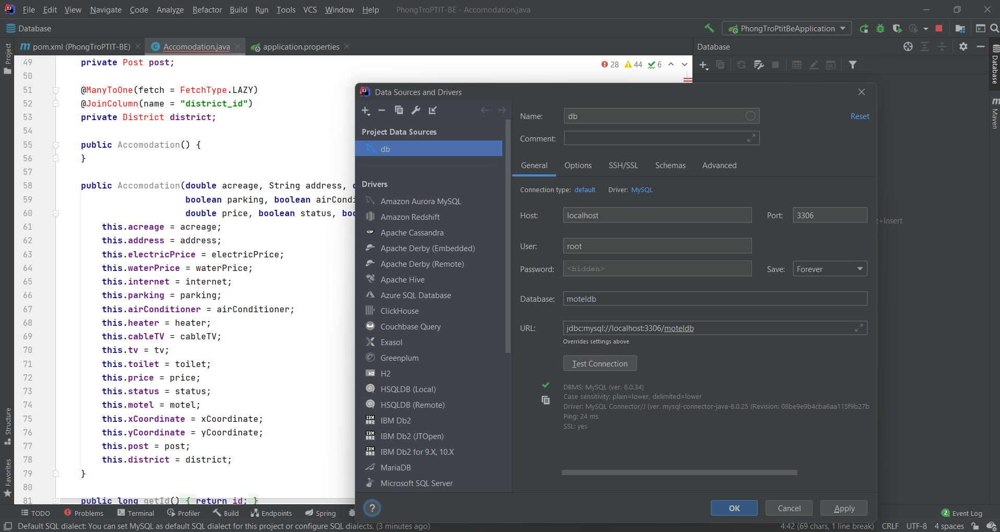 File Edit View Navigate Code Analyze Refactor Build Run Tools VCS Window Help PhongTroPTIT-BE - Accomodation.java
Database
PhongTroPtitBeApplication
Project
pom.xml (PhongTroPTIT-BE)
Accomodation.java
application.properties
28 44 6
49 private Post post;
50
51 @ManyToOne(fetch = FetchType.LAZY)
52 @JoinColumn(name = "district_id")
53 private District district;
54
55 public Accomodation() {
56 }
57
58 public Accomodation(double acreage, String address,
59 boolean parking, boolean airCondi
60 double price, boolean status, boo
61 this.acreage = acreage;
62 this.address = address;
63 this.electricPrice = electricPrice;
64 this.waterPrice = waterPrice;
65 this.internet = internet;
66 this.parking = parking;
67 this.airConditioner = airConditioner;
68 this.heater = heater;
69 this.cableTV = cableTV;
70 this.tv = tv;
71 this.toilet = toilet;
72 this.price = price;
73 this.status = status;
74 this.motel = motel;
75 this.xCoordinate = xCoordinate;
76 this.yCoordinate = yCoordinate;
77 this.post = post;
78 this.district = district;
79 }
80
81 public long getId() { return id; }
Structure
Favorites
Data Sources and Drivers
Project Data Sources
db
Drivers
Amazon Aurora MySQL
Amazon Redshift
Apache Cassandra
Apache Derby (Embedded)
Apache Derby (Remote)
Apache Hive
Azure SQL Database
ClickHouse
Couchbase Query
Exasol
Greenplum
H2 H2
HSQLDB (Local)
HSQLDB (Remote)
IBM DB2 IBM Db2
IBM DB2 IBM Db2 (JTOpen)
IBM DB2 IBM Db2 for 9.X, 10.X
MariaDB
Microsoft SQL Server
Name: db
Reset
Comment:
General Options SSH/SSL Schemas Advanced
Connection type: default Driver: MySQL
Host: localhost Port: 3306
User: root
Password: <hidden> Save: Forever
Database: moteldb
URL: jdbc:mysql://localhost:3306/moteldb
Overrides settings above
Test Connection
DBMS: MySQL (ver. 8.0.34)
Case sensitivity: plain=lower, delimited=lower
Driver: MySQL Connector/J (ver. mysql-connector-java-8.0.25 (Revision: 08be9e9b4cba6aa115f9b27b
Ping: 24 ms
SSL: yes
? OK Cancel Apply
Database
QL
t+Insert
Database
Maven
TODO Problems Terminal Profiler Build Endpoints Spring
2 Event Log
Default SQL dialect: You can set MySQL as default SQL dialect for this project or configure SQL dialects. (3 minutes ago)
4:42 (69 chars, 1 line break) CRLF UTF-8 4 spaces